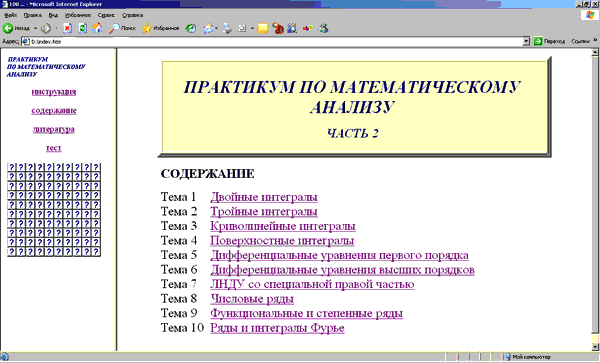 100 ... - Microsoft Internet Explorer
Файл Правка Вид Избранное Сервис Справка
Назад Поиск Избранное
Адрес: D:\index.htm Переход Ссылки »
ПРАКТИКУМ
ПО МАТЕМАТИЧЕСКОМУ
АНАЛИЗУ
инструкция
содержание
литература
тест
? ? ? ? ? ? ? ? ? ?
? ? ? ? ? ? ? ? ? ?
? ? ? ? ? ? ? ? ? ?
? ? ? ? ? ? ? ? ? ?
? ? ? ? ? ? ? ? ? ?
? ? ? ? ? ? ? ? ? ?
? ? ? ? ? ? ? ? ? ?
? ? ? ? ? ? ? ? ? ?
? ? ? ? ? ? ? ? ? ?
? ? ? ? ? ? ? ? ? ?
ПРАКТИКУМ ПО МАТЕМАТИЧЕСКОМУ
АНАЛИЗУ
ЧАСТЬ 2
СОДЕРЖАНИЕ
Тема 1 Двойные интегралы
Тема 2 Тройные интегралы
Тема 3 Криволинейные интегралы
Тема 4 Поверхностные интегралы
Тема 5 Дифференциальные уравнения первого порядка
Тема 6 Дифференциальные уравнения высших порядков
Тема 7 ЛНДУ со специальной правой частью
Тема 8 Числовые ряды
Тема 9 Функциональные и степенные ряды
Тема 10 Ряды и интегралы Фурье
Мой компьютер